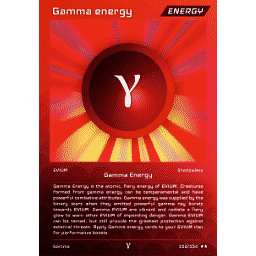 Gamma energy
ENERGY
γ
EVIUM
Shadowless
Gamma Energy
Gamma Energy is the atomic, fiery energy of EVIUM. Creatures
formed from gamma energy can be temperamental and have
powerful combative attributes. Gamma energy was supplied by the
binary stars when they emitted powerful gamma ray bursts
towards EVIUM. Gamma EVIUM are vibrant and radiate a fiery
glow to warn other EVIUM of impending danger. Gamma EVIUM
can be tamed, but still provide the greatest protection against
external threats. Apply Gamma energy cards to your EVIUM clan
for performance boosts.
Gamma
γ